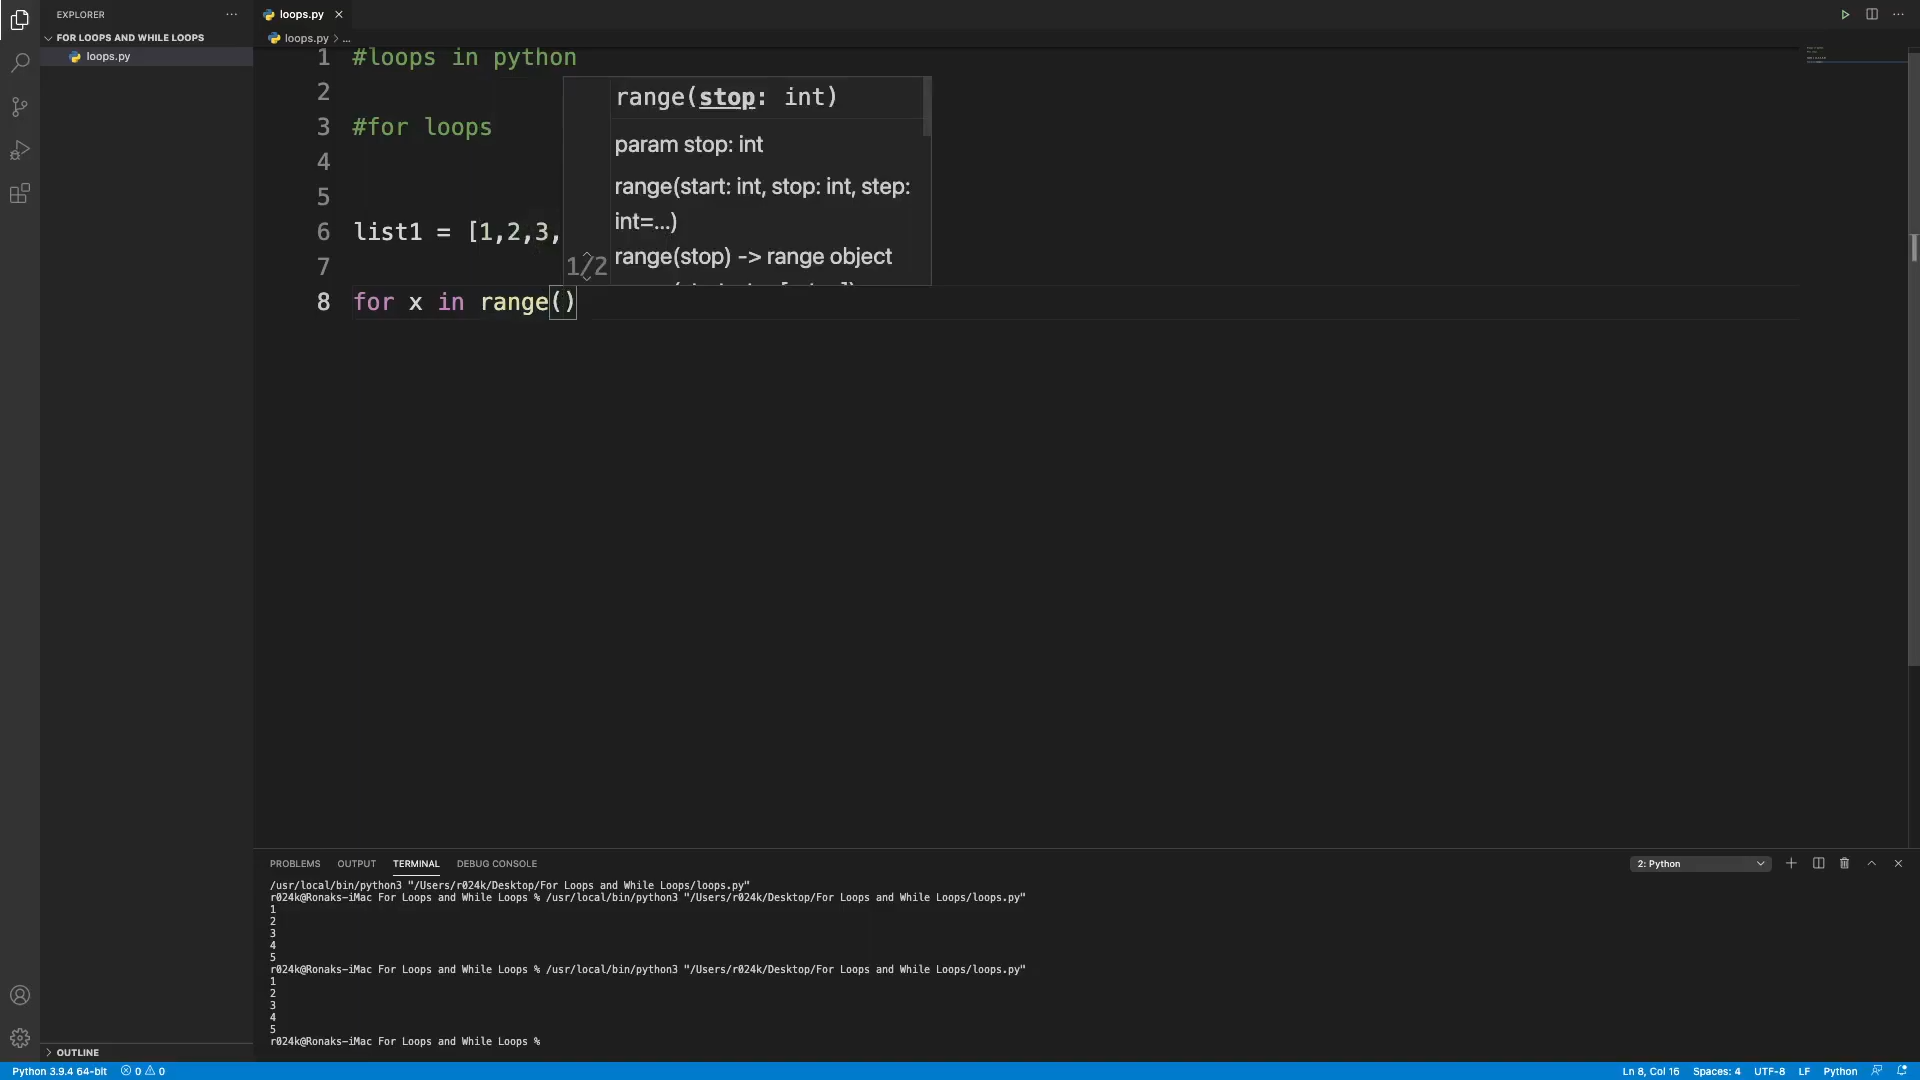 EXPLORER
FOR LOOPS AND WHILE LOOPS
loops.py
OUTLINE
loops.py
loops.py > ...
1 #loops in python
2
3 #for loops
4
5
6 list1 = [1,2,3,
7
8 for x in range()
range(stop: int)
param stop: int
range(start: int, stop: int, step:
int=...)
range(stop) -> range object
1/2
PROBLEMS OUTPUT TERMINAL DEBUG CONSOLE
2: Python
/usr/local/bin/python3 "/Users/r024k/Desktop/For Loops and While Loops/loops.py"
r024k@Ronaks-iMac For Loops and While Loops % /usr/local/bin/python3 "/Users/r024k/Desktop/For Loops and While Loops/loops.py"
1
2
3
4
5
r024k@Ronaks-iMac For Loops and While Loops % /usr/local/bin/python3 "/Users/r024k/Desktop/For Loops and While Loops/loops.py"
1
2
3
4
5
r024k@Ronaks-iMac For Loops and While Loops %
Python 3.9.4 64-bit 0 0
Ln 8, Col 16 Spaces: 4 UTF-8 LF Python